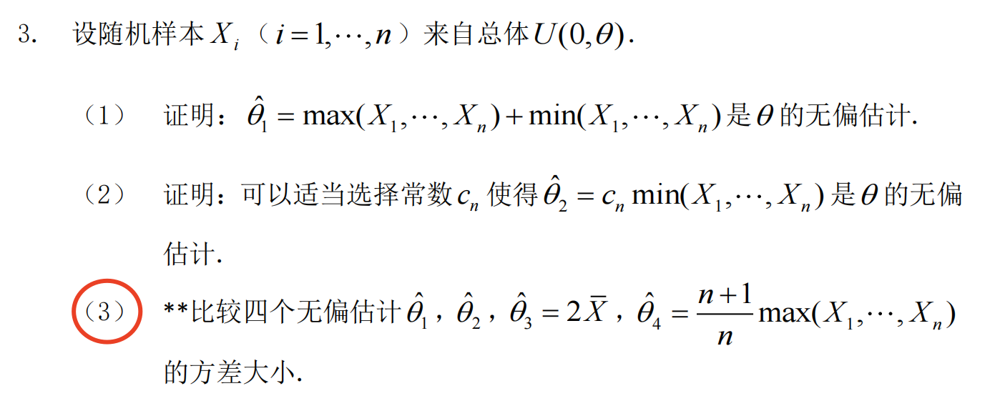 3. 设随机样本 $X_i$（$i=1,\cdots,n$）来自总体$U(0,\theta)$.
（1） 证明：$\hat{\theta}_1 = \max(X_1,\cdots,X_n)+\min(X_1,\cdots,X_n)$是$\theta$的无偏估计.
（2） 证明：可以适当选择常数$c_n$使得$\hat{\theta}_2 = c_n \min(X_1,\cdots,X_n)$是$\theta$的无偏
估计.
（3） **比较四个无偏估计$\hat{\theta}_1$，$\hat{\theta}_2$，$\hat{\theta}_3 = 2\overline{X}$，$\hat{\theta}_4 = \frac{n+1}{n}\max(X_1,\cdots,X_n)$
的方差大小.